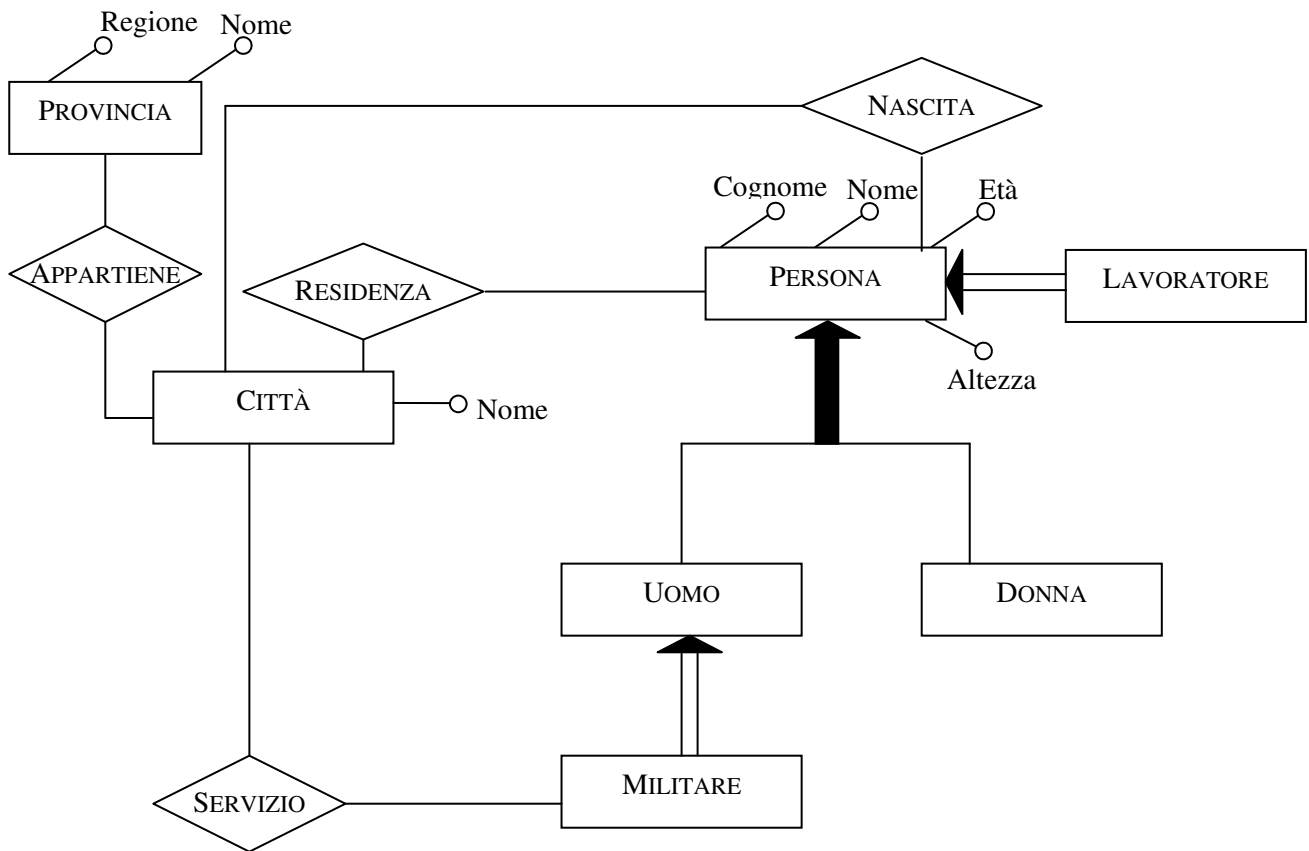 Regione Nome
PROVINCIA
NASCITA
Cognome Nome Età
APPARTIENE
RESIDENZA
PERSONA
LAVORATORE
Altezza
CITTÀ
Nome
UOMO
DONNA
MILITARE
SERVIZIO